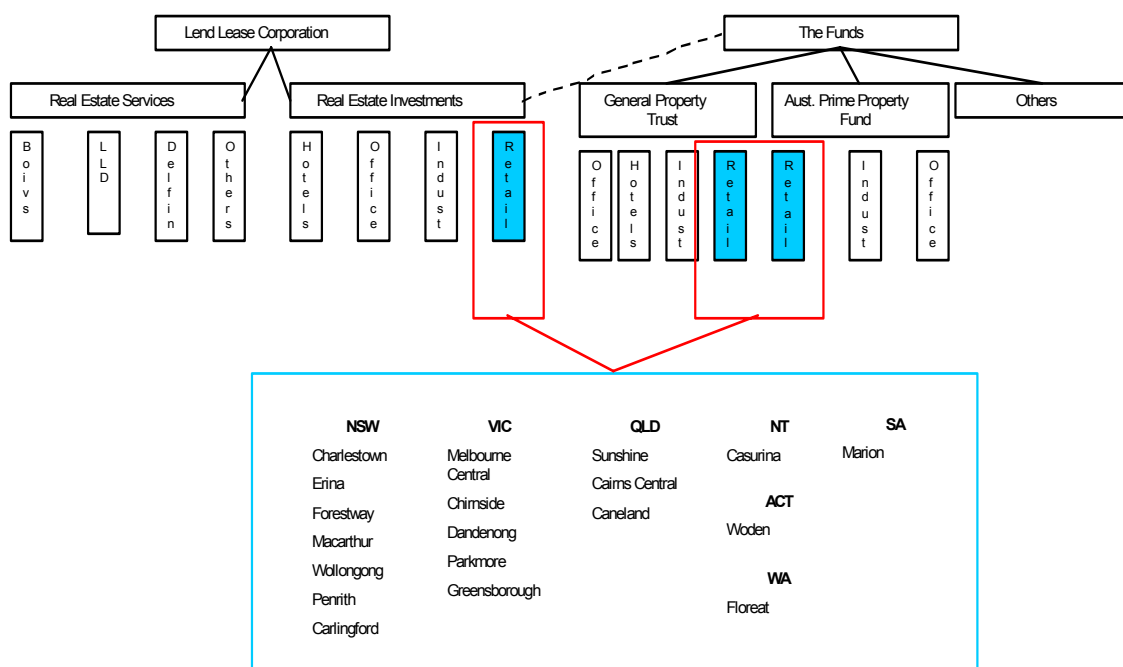 Lend Lease Corporation
The Funds
Real Estate Services
Real Estate Investments
General Property
Trust
Aust. Prime Property
Fund
Others
Boivs
LLD
Delfin
Others
Hotels
Office
Indust
Retail
Office
Hotels
Indust
Retail
Retail
Indust
Office
NSW
Charlestown
Erina
Forestway
Macarthur
Wollongong
Penrith
Carlingford
VIC
Melbourne
Central
Chirnside
Dandenong
Parkmore
Greensborough
QLD
Sunshine
Cairns Central
Caneland
NT
Casurina
ACT
Woden
WA
Floreat
SA
Marion